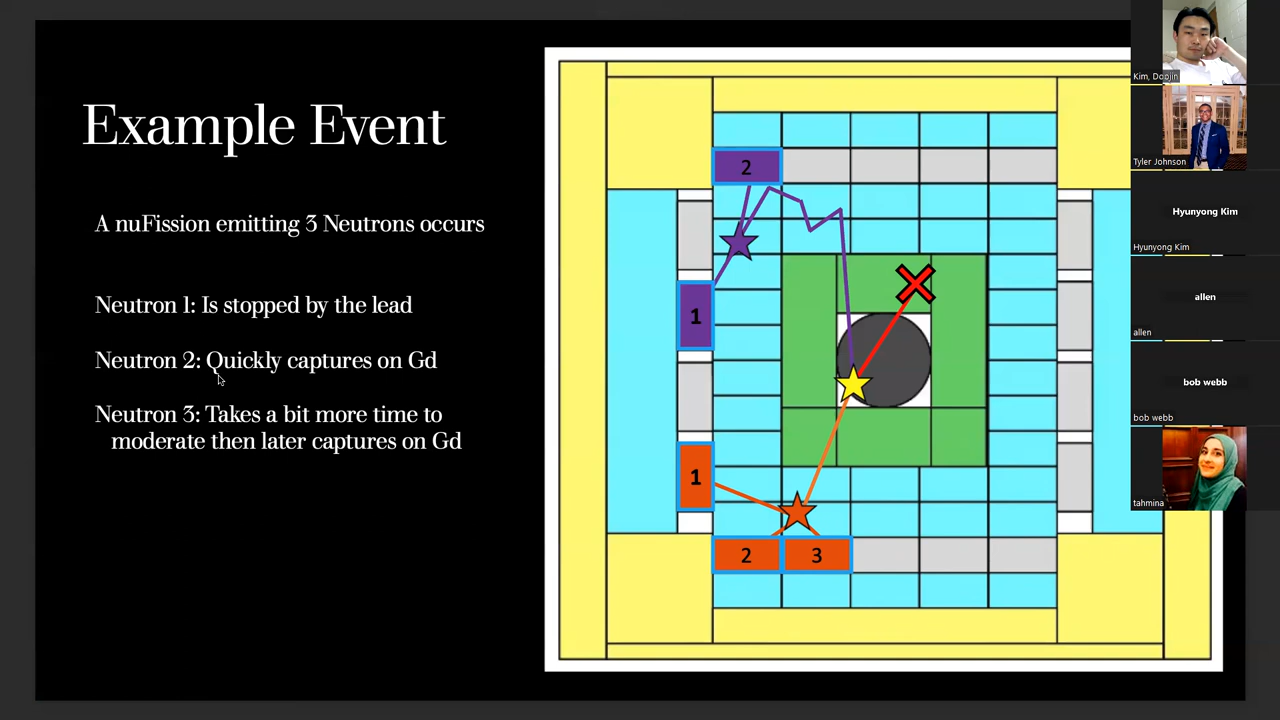 Example Event
A nuFission emitting 3 Neutrons occurs
Neutron 1: Is stopped by the lead
Neutron 2: Quickly captures on Gd
Neutron 3: Takes a bit more time to
moderate then later captures on Gd
2
1
1
2
3
Kim, Doojin
Tyler Johnson
Hyunyong Kim
Hyunyong Kim
allen
allen
bob webb
bob webb
tahmina